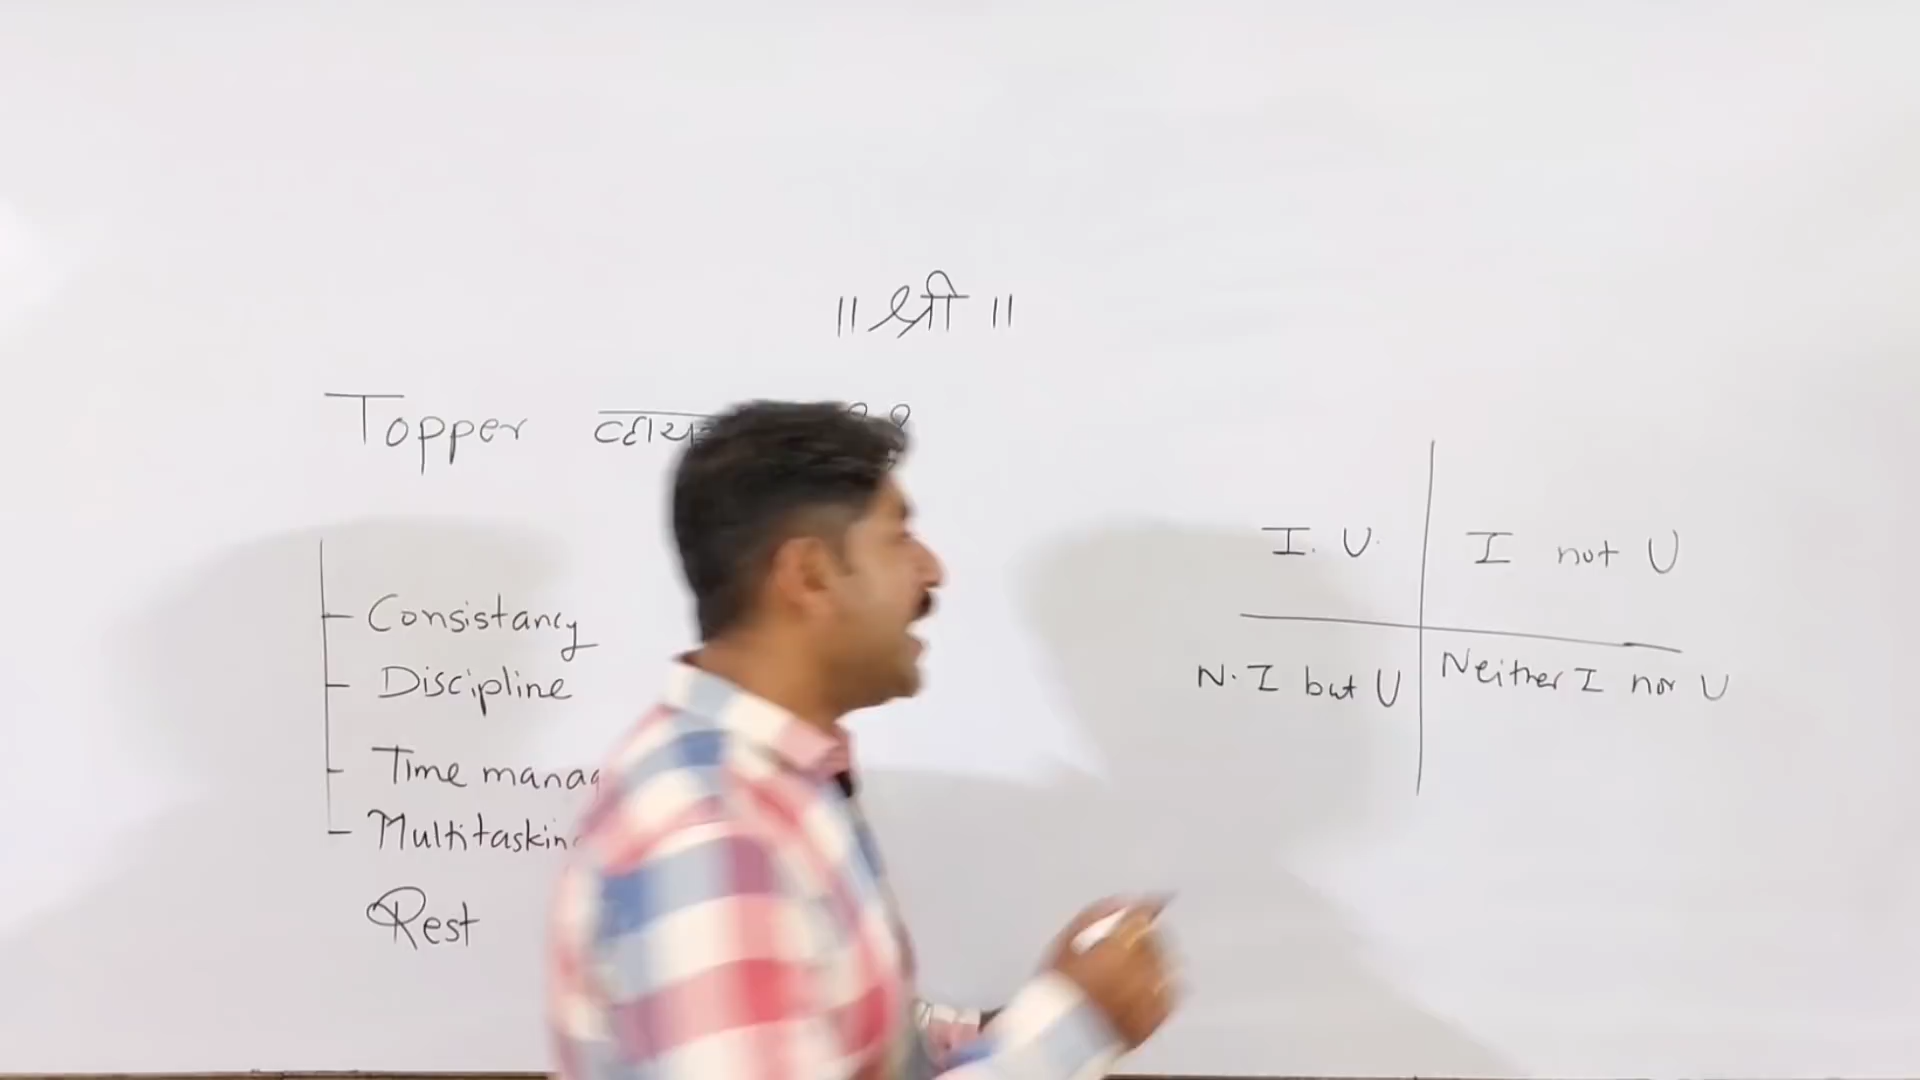 ॥ श्री ॥
Topper
Consistancy
Discipline
Time manag
Multitaskin
Rest
I. U.
I not U
N. I but U
Neither I nor U